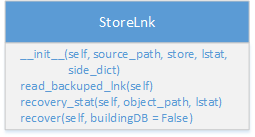 StoreLnk
__init__(self, source_path, store, lstat,
side_dict)
read_backuped_lnk(self)
recovery_stat(self, object_path, lstat)
recover(self, buildingDB = False)